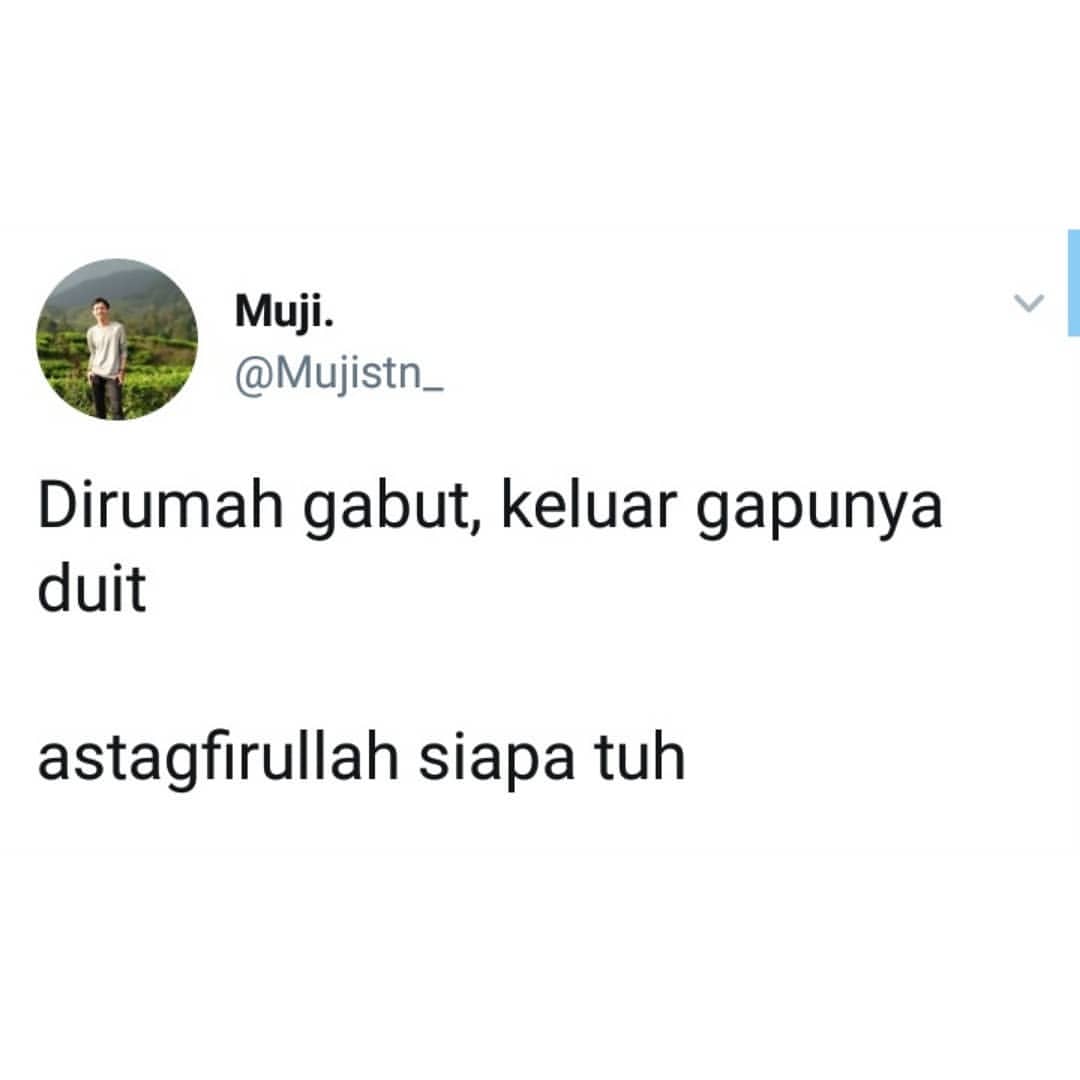 Muji.
@Mujistn_
Dirumah gabut, keluar gapunya
duit
astagfirullah siapa tuh